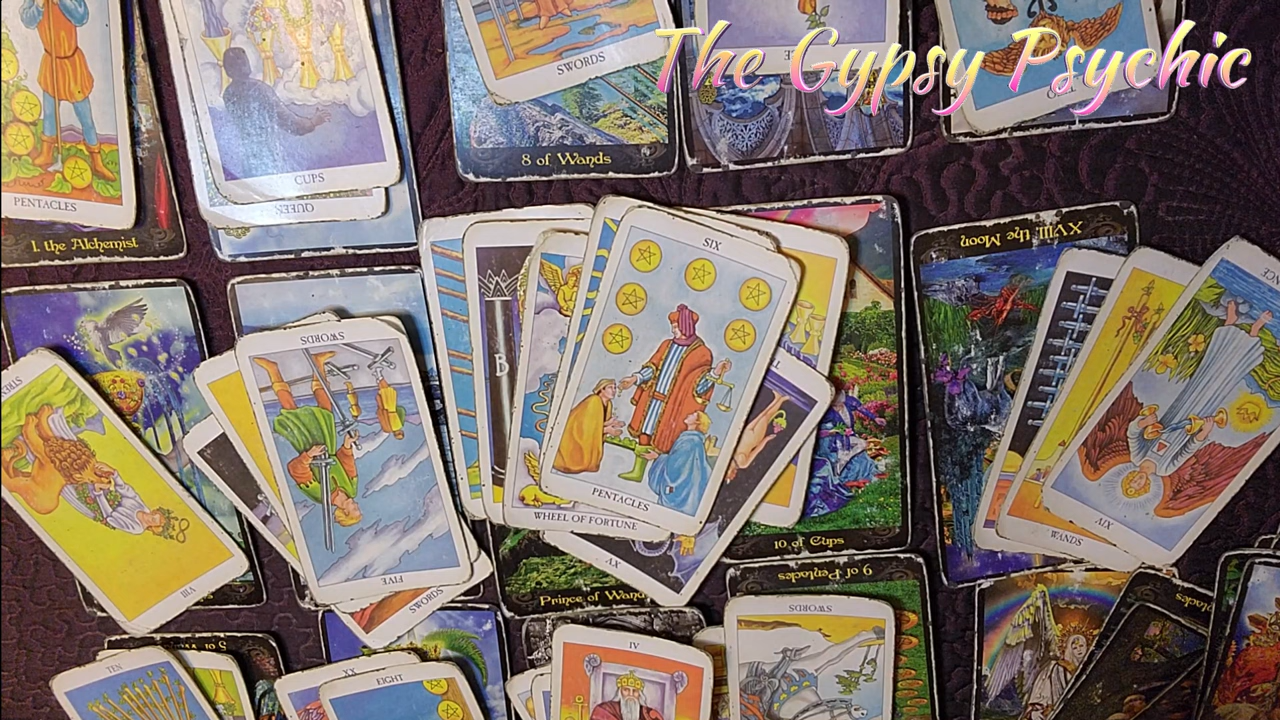 The Gypsy Psychic
SWORDS
8 of Wands
CUPS
QUEEN
PENTACLES
I. the Alchemist
XVIII. the Moon
SIX
SWORDS
B
PENTACLES
WHEEL OF FORTUNE
10 of Cups
XIV
WANDS
VIII
FIVE
SWORDS
XV
Prince of Wand
9 of Pentacles
SWORDS
TEN
XX
EIGHT
IV